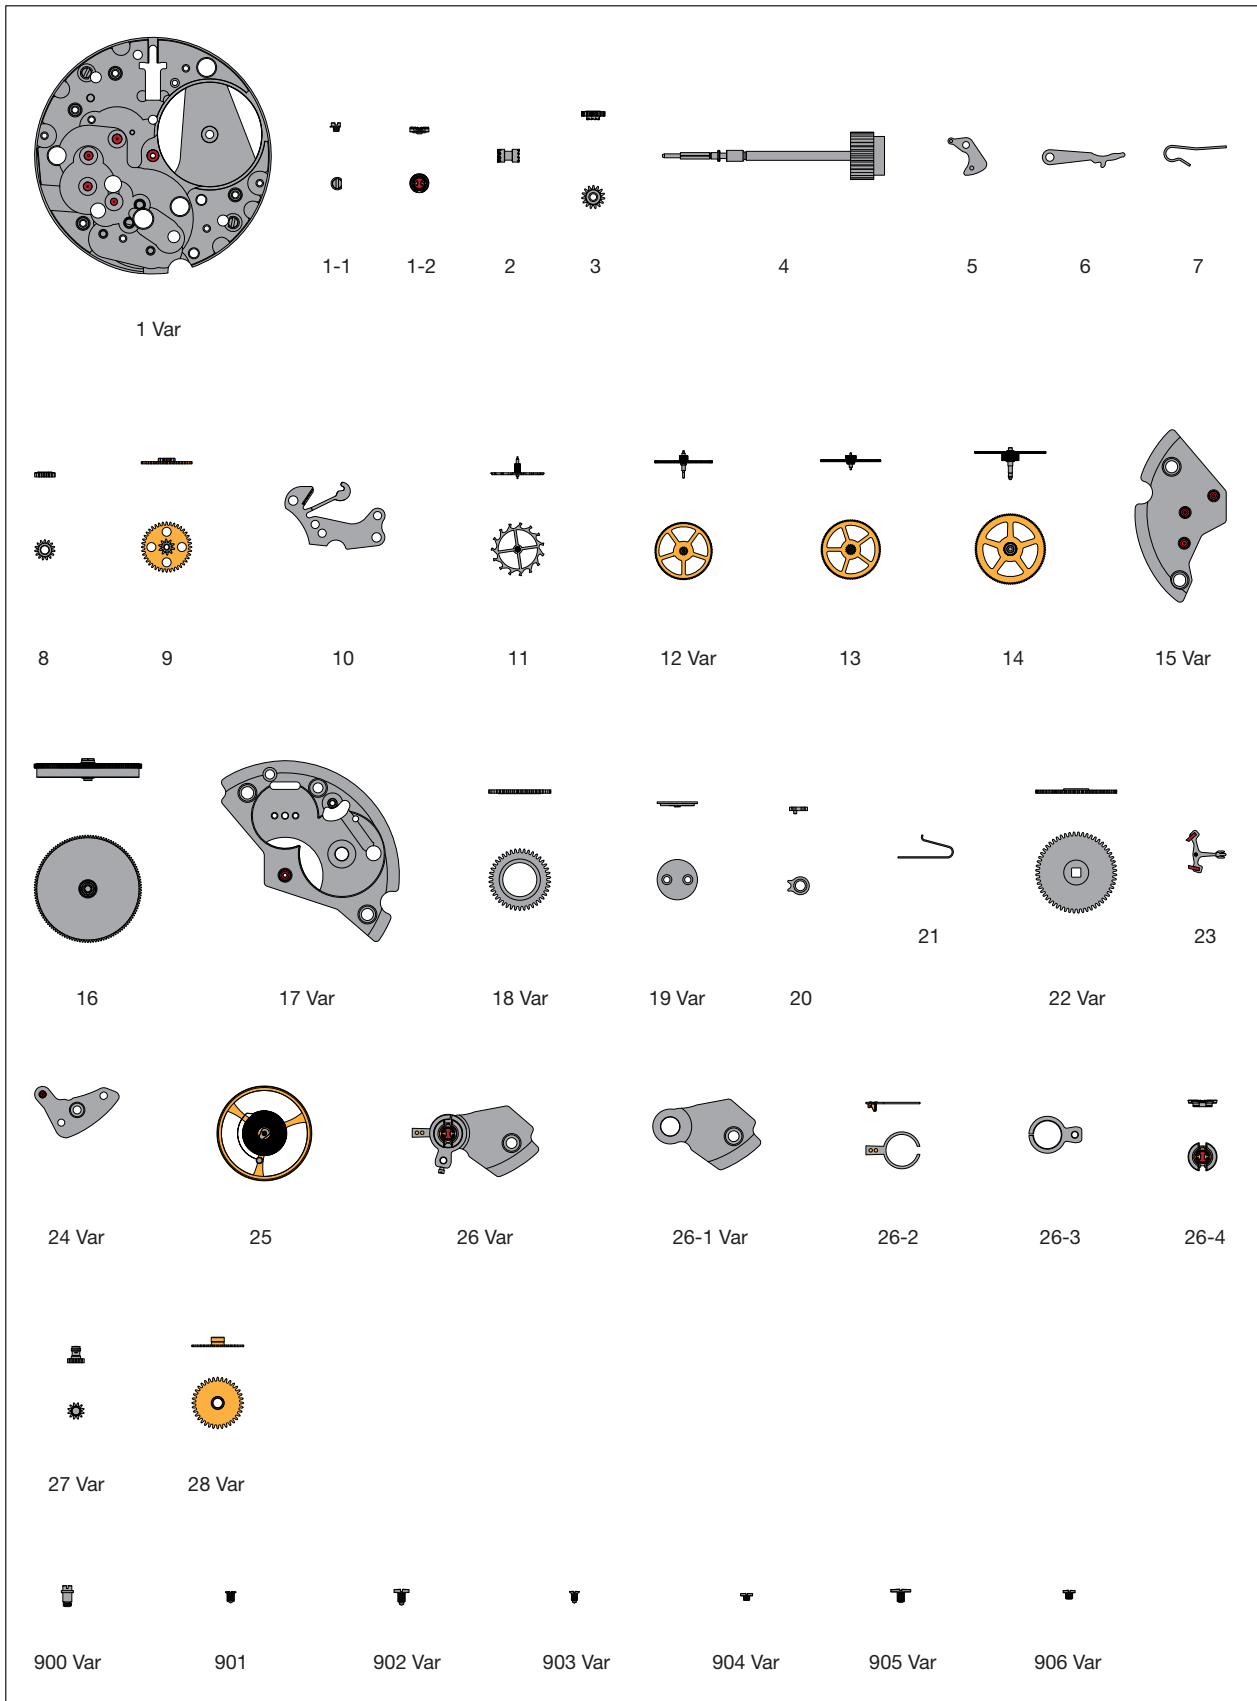 1-1 1-2 2 3 4 5 6 7
1 Var
8 9 10 11 12 Var 13 14 15 Var
21 23
16 17 Var 18 Var 19 Var 20 22 Var
24 Var 25 26 Var 26-1 Var 26-2 26-3 26-4
27 Var 28 Var
900 Var 901 902 Var 903 Var 904 Var 905 Var 906 Var